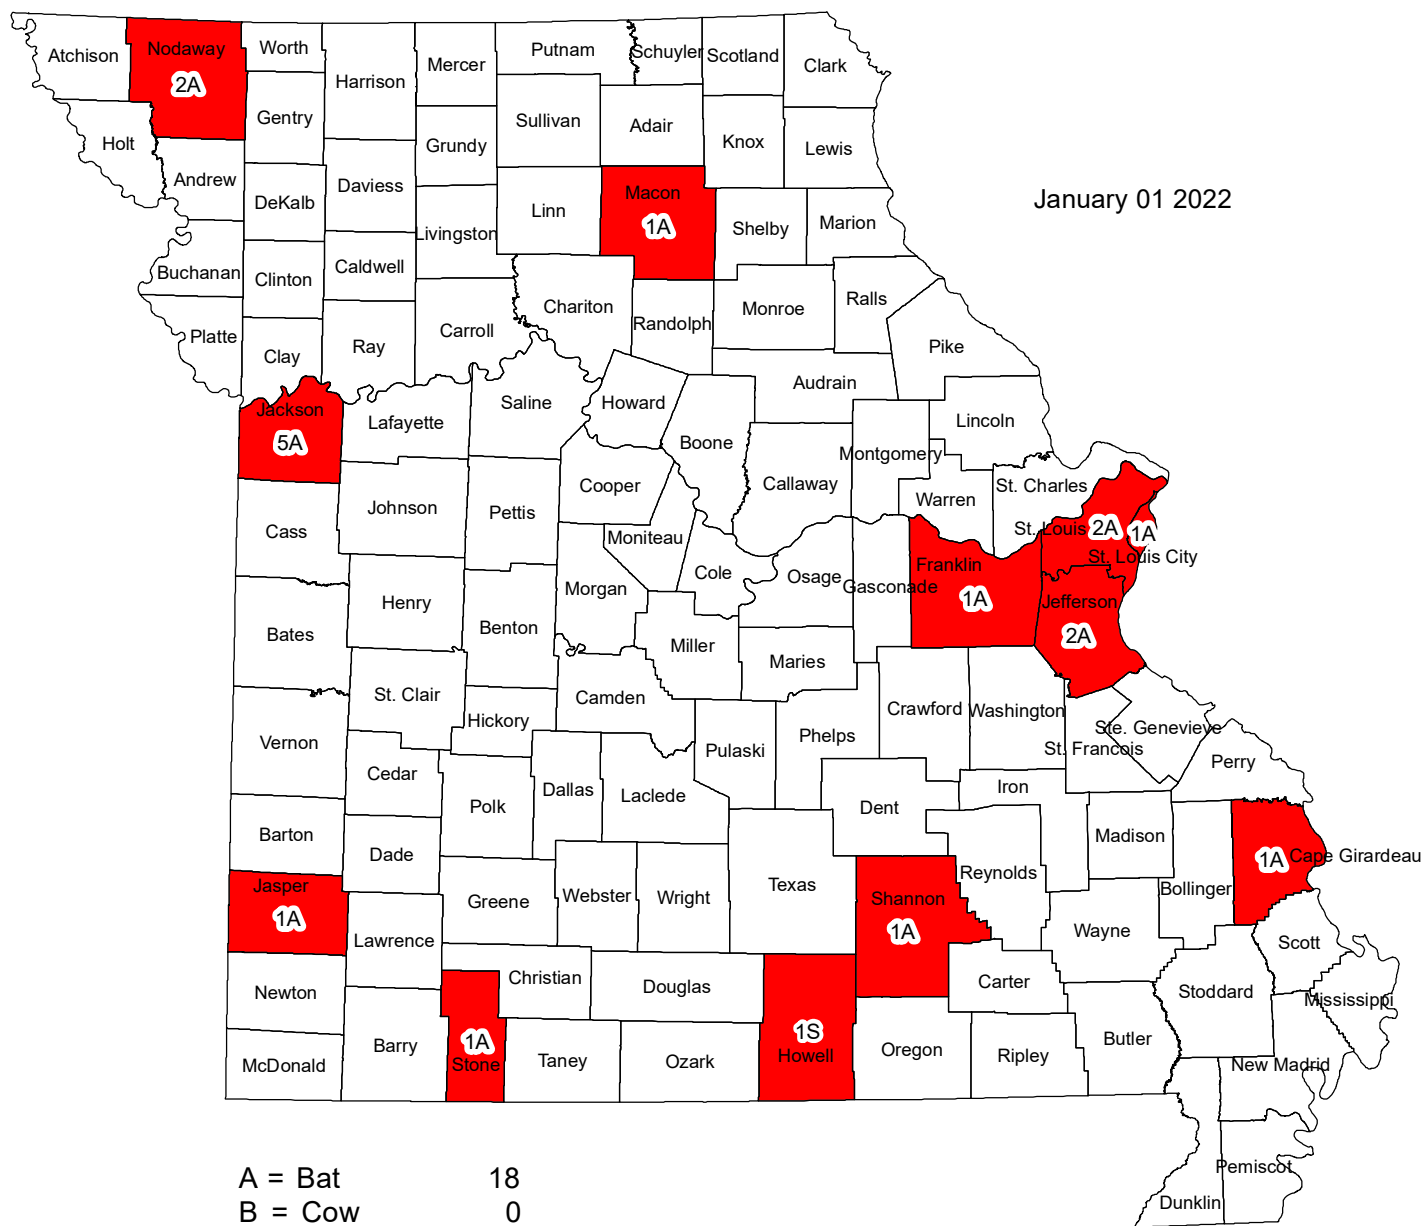 Atchison
Nodaway
2A
Worth
Harrison
Mercer
Putnam
Schuyler
Scotland
Clark
Holt
Gentry
Grundy
Sullivan
Adair
Knox
Lewis
January 01 2022
Andrew
DeKalb
Daviess
Livingston
Linn
Macon
1A
Shelby
Marion
Buchanan
Clinton
Caldwell
Chariton
Randolph
Monroe
Ralls
Platte
Clay
Ray
Carroll
Pike
Jackson
5A
Lafayette
Saline
Howard
Boone
Audrain
Lincoln
Callaway
Montgomery
Warren
St. Charles
St. Louis
2A
1A
St. Louis City
Cass
Johnson
Pettis
Cooper
Moniteau
Cole
Osage
Gasconade
Franklin
1A
Jefferson
2A
Bates
Henry
Benton
Morgan
Miller
Maries
St. Clair
Hickory
Camden
Pulaski
Phelps
Crawford
Washington
Ste. Genevieve
St. Francois
Perry
Vernon
Cedar
Polk
Dallas
Laclede
Dent
Iron
Madison
Barton
Dade
Texas
Reynolds
Bollinger
1A
Cape Girardeau
Jasper
1A
Greene
Webster
Wright
Shannon
1A
Wayne
Lawrence
Christian
Douglas
Carter
Stoddard
Scott
Mississippi
Newton
1A
Stone
1S
Howell
Oregon
Ripley
Butler
New Madrid
McDonald
Barry
Taney
Ozark
Pemiscot
Dunklin
A = Bat 18
B = Cow 0